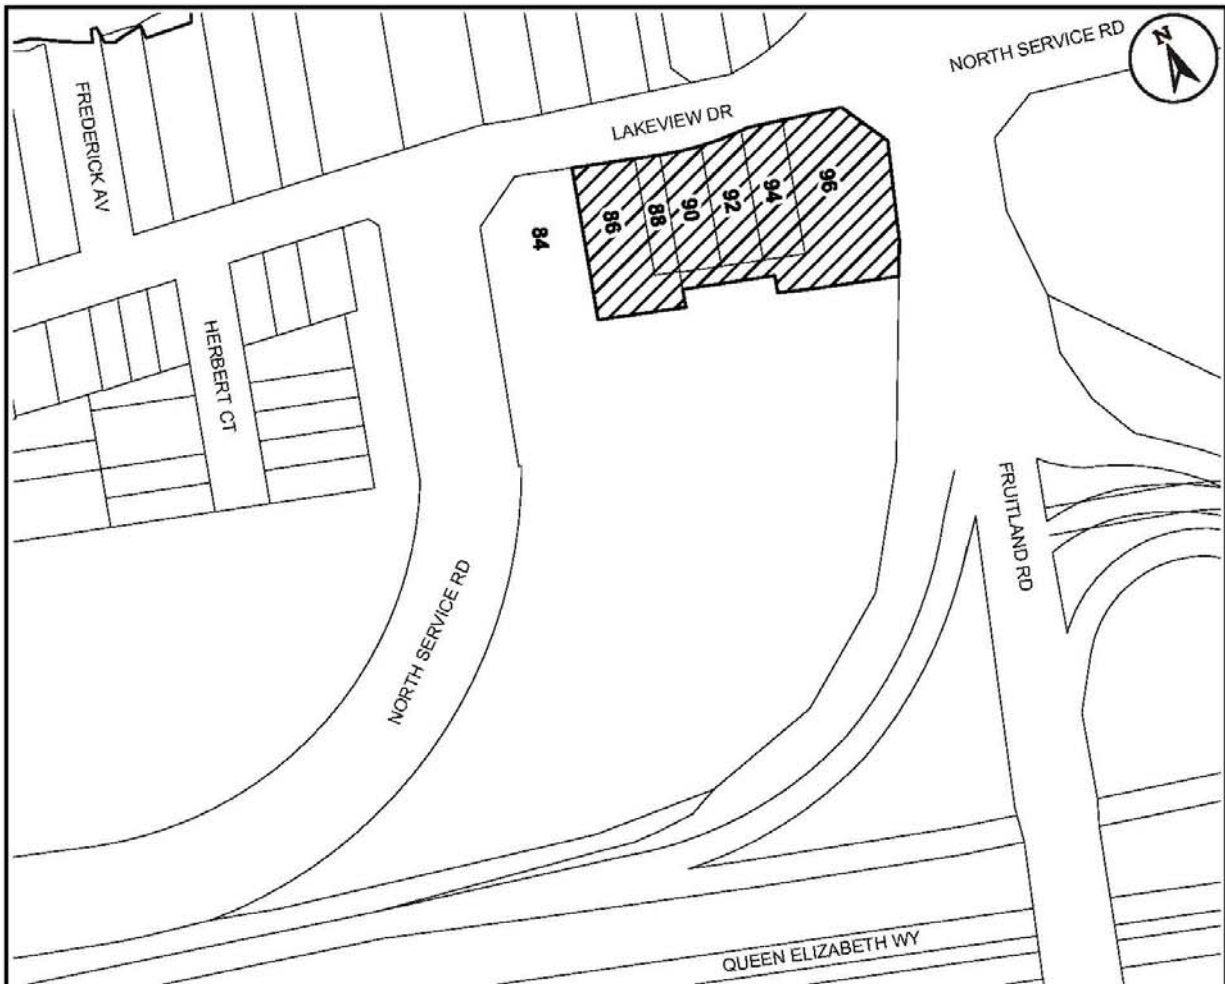 NORTH SERVICE RD
N
LAKEVIEW DR
FREDERICK AV
84
86
88
90
92
94
96
HERBERT CT
FRUITLAND RD
NORTH SERVICE RD
QUEEN ELIZABETH WY